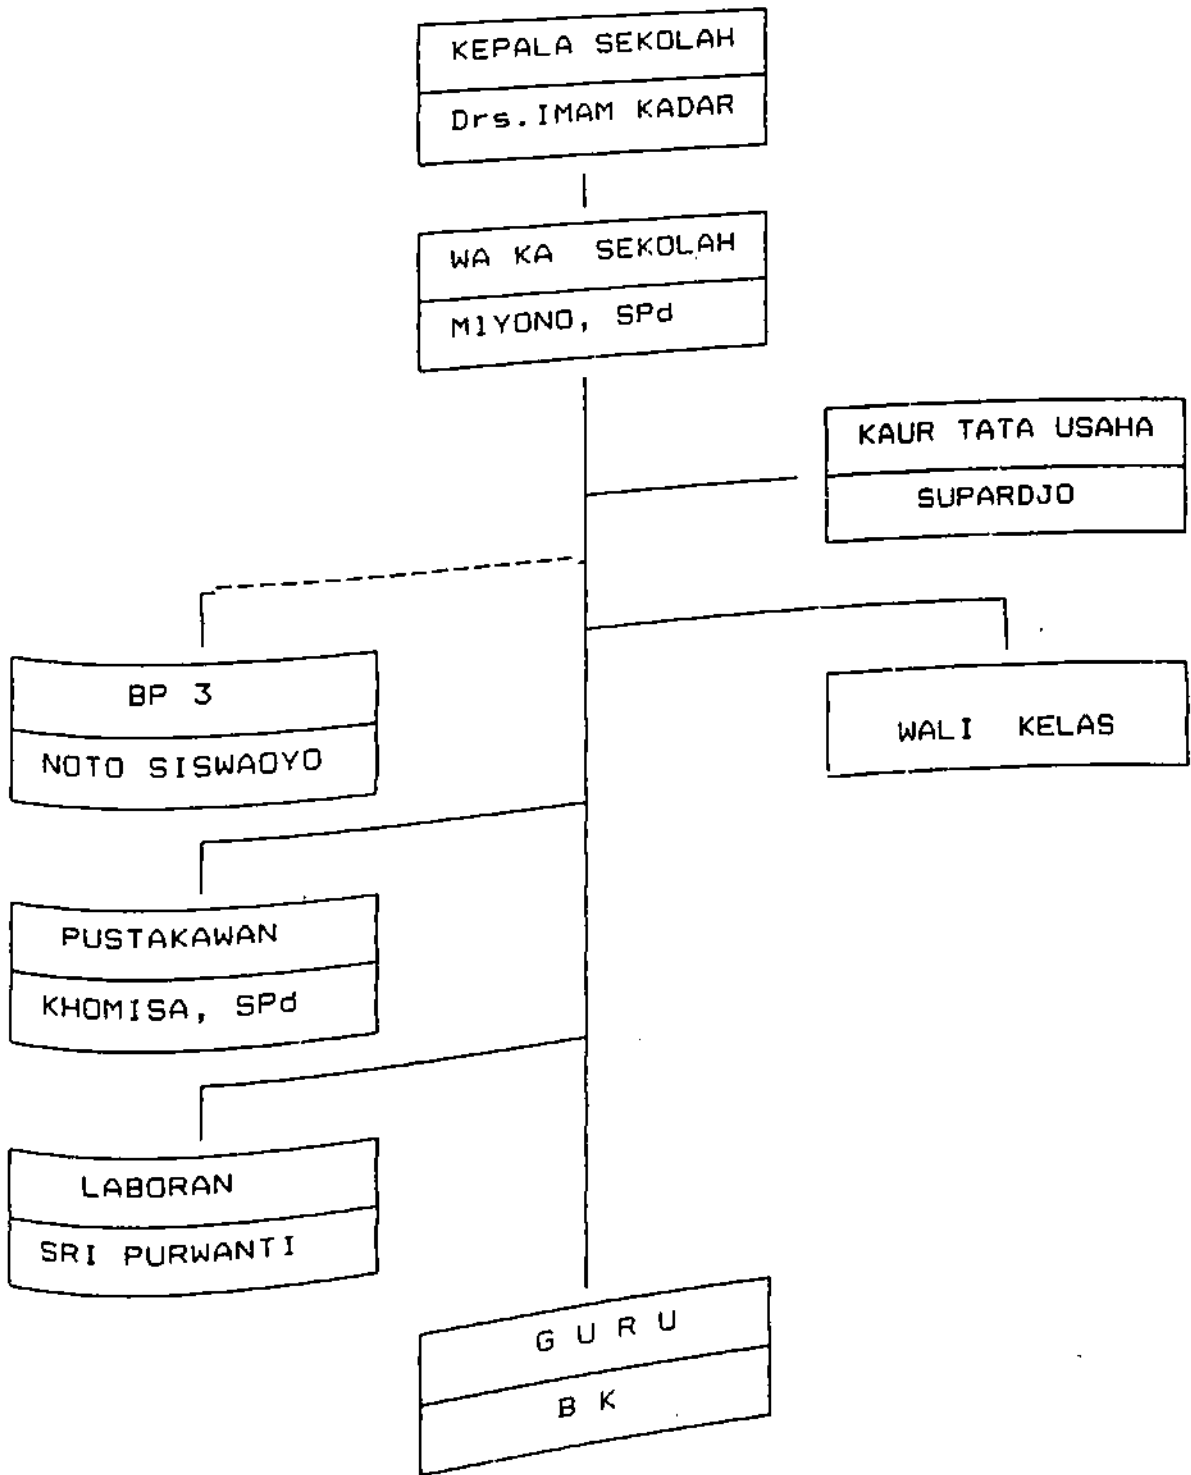 KEPALA SEKOLAH
Drs.IMAM KADAR
WA KA SEKOLAH
MIYONO, SPd
KAUR TATA USAHA
SUPARDJO
BP 3
NOTO SISWAOYO
WALI KELAS
PUSTAKAWAN
KHOMISA, SPd
LABORAN
SRI PURWANTI
G U R U
B K